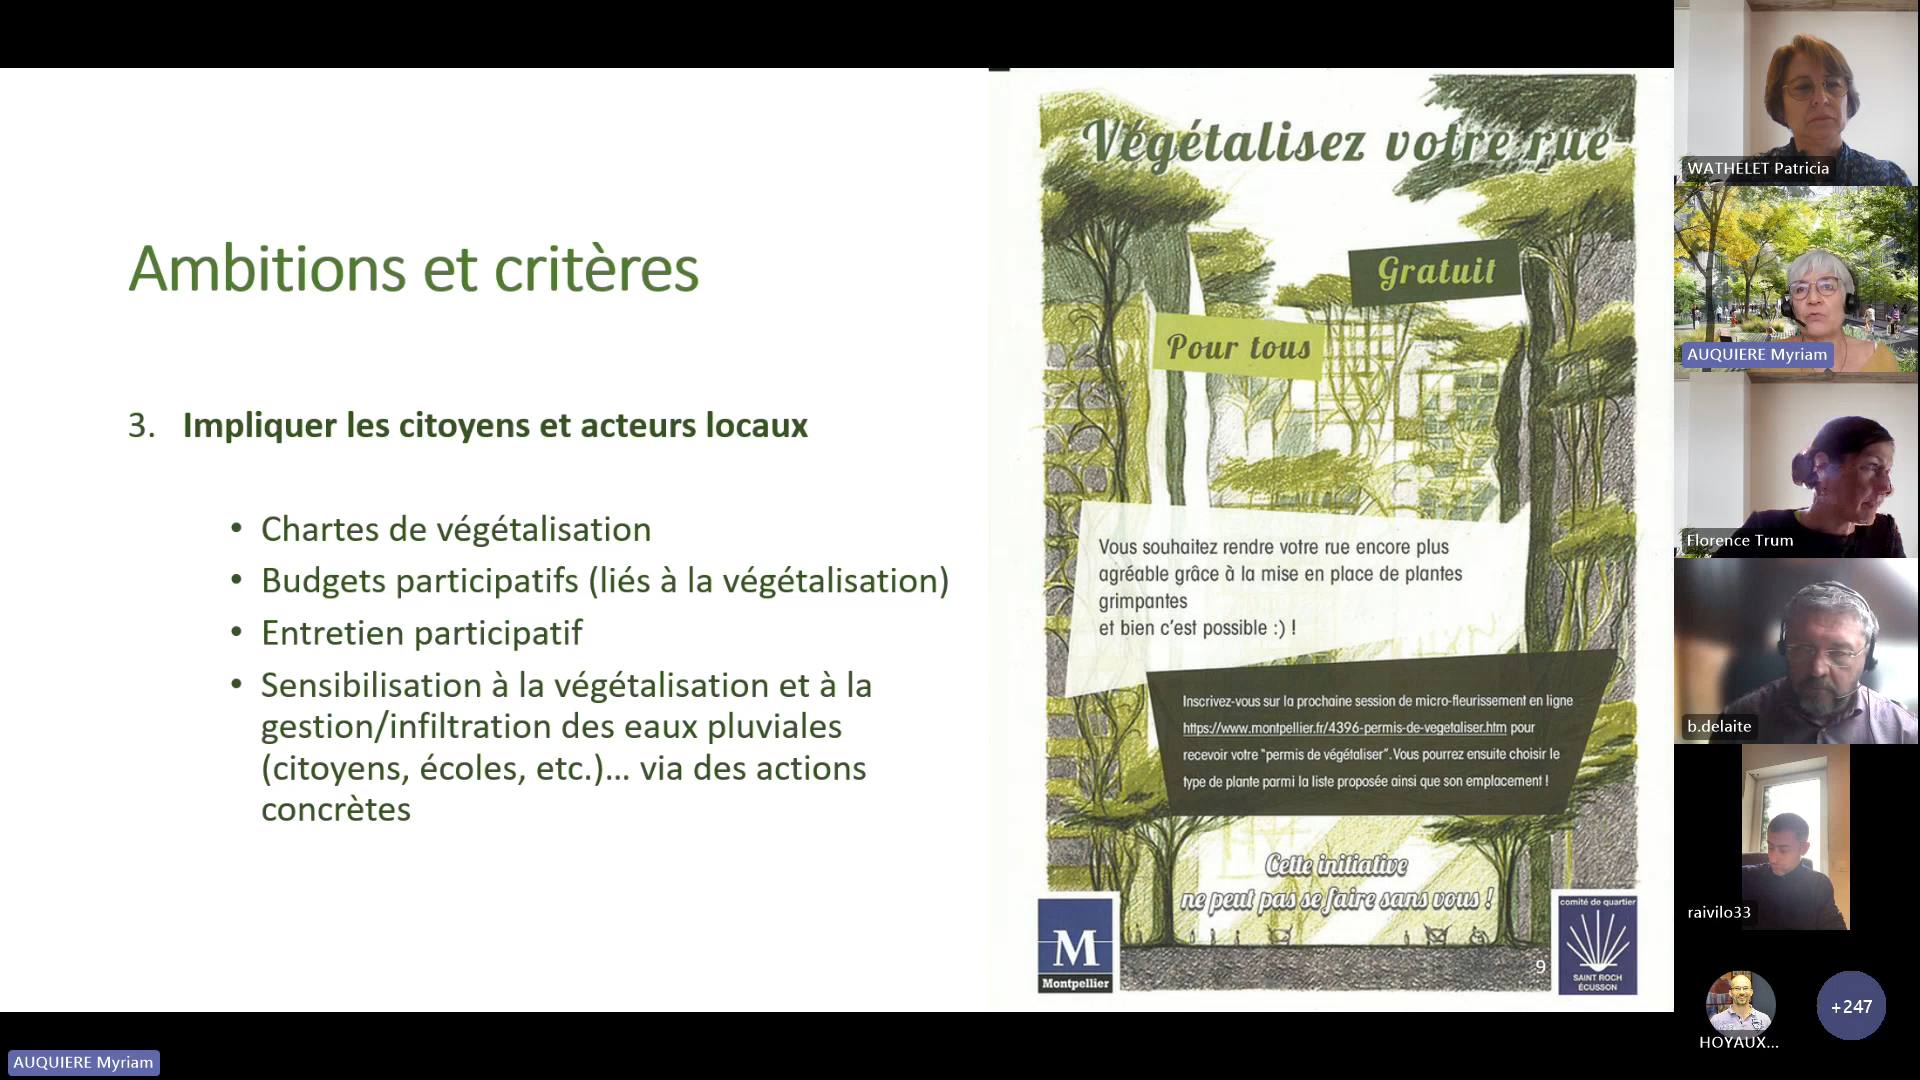 Ambitions et critères
3. Impliquer les citoyens et acteurs locaux
• Chartes de végétalisation
• Budgets participatifs (liés à la végétalisation)
• Entretien participatif
• Sensibilisation à la végétalisation et à la
gestion/infiltration des eaux pluviales
(citoyens, écoles, etc.)... via des actions
concrètes
Végétalisez votre rue
Gratuit
Pour tous
Vous souhaitez rendre votre rue encore plus
agréable grâce à la mise en place de plantes
grimpantes
et bien c'est possible :) !
Inscrivez-vous sur la prochaine session de micro-fleurissement en ligne
https://www.montpellier.fr/4396-permis-de-vegetaliser.htm pour
recevoir votre "permis de végétaliser". Vous pourrez ensuite choisir le
type de plante parmi la liste proposée ainsi que son emplacement !
Cette initiative
ne peut pas se faire sans vous !
M
Montpellier
9
comité de quartier
SAINT ROCH
ÉCUSSON
WATHELET Patricia
AUQUIERE Myriam
Florence Trum
b.delaite
raivilo33
HOYAUX...
+247
AUQUIERE Myriam